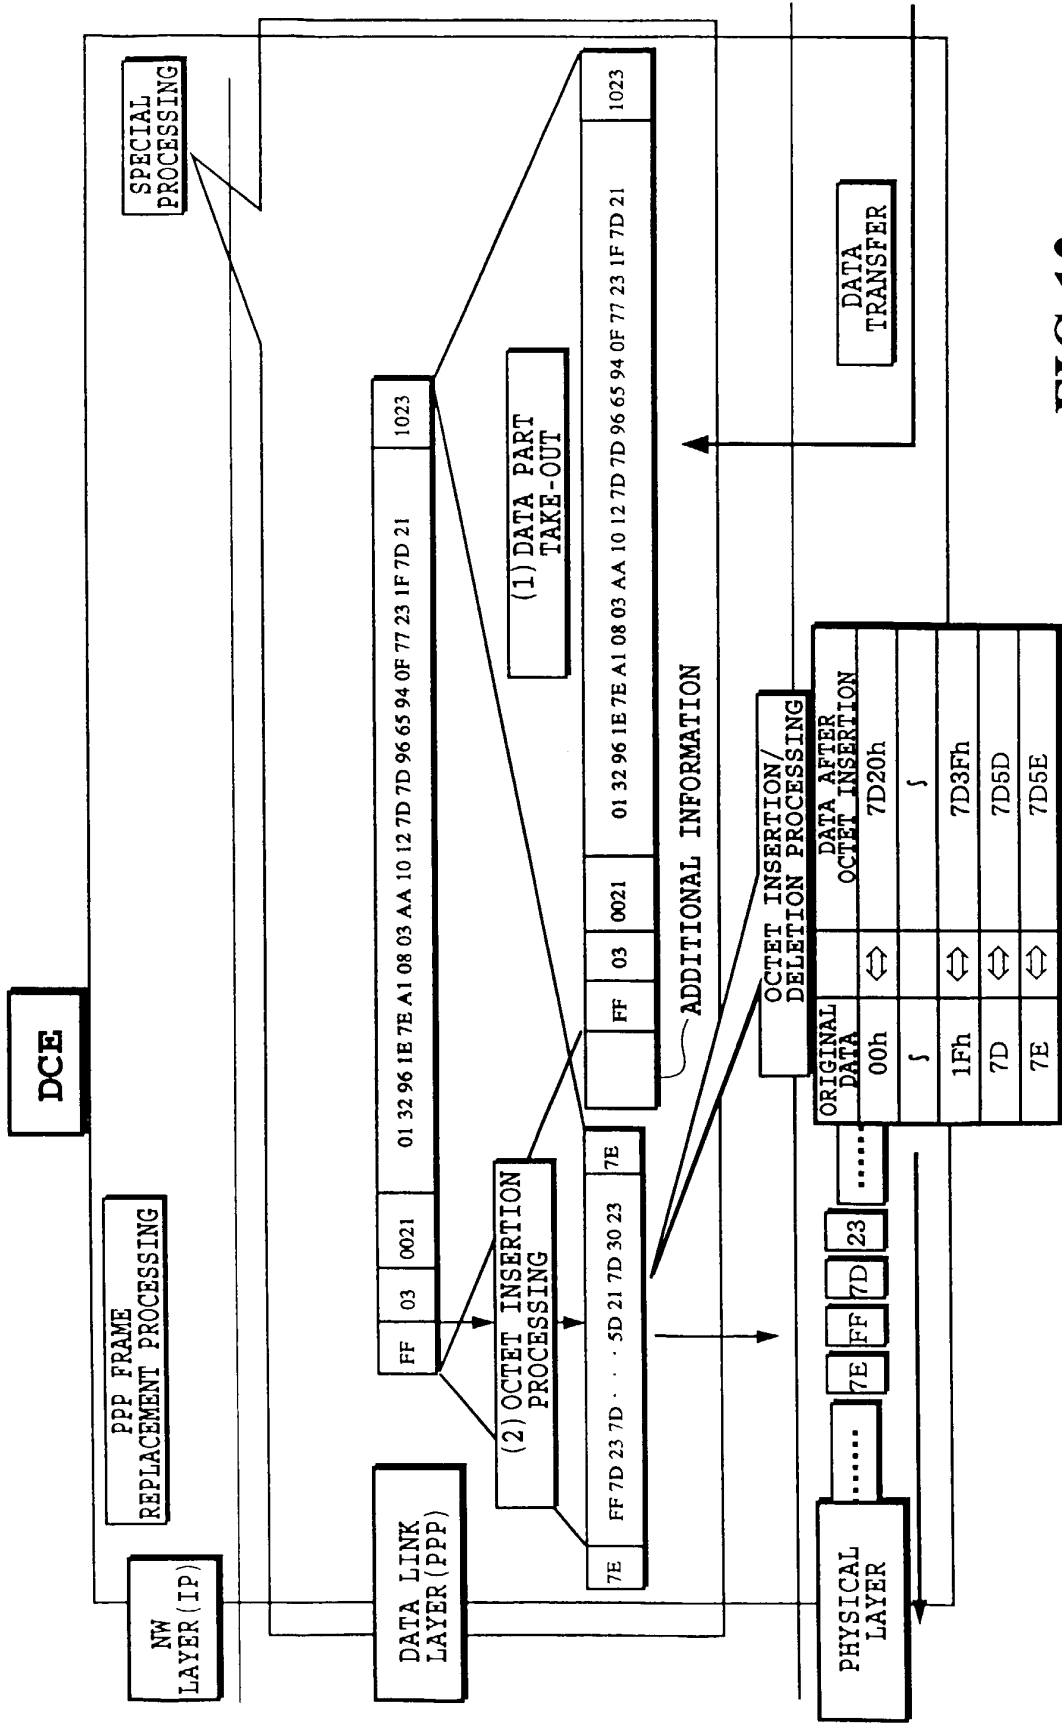 DCE
NW
LAYER(IP)
PPP FRAME
REPLACEMENT PROCESSING
SPECIAL
PROCESSING
DATA LINK
LAYER(PPP)
FF 03 0021 01 32 96 1E 7E A1 08 03 AA 10 12 7D 7D 96 65 94 0F 77 23 1F 7D 21 1023
(2)OCTET INSERTION
PROCESSING
(1)DATA PART
TAKE-OUT
7E FF 7D 23 7D · · · 5D 21 7D 30 23 7E
FF 03 0021 01 32 96 1E 7E A1 08 03 AA 10 12 7D 7D 96 65 94 0F 77 23 1F 7D 21 1023
ADDITIONAL INFORMATION
OCTET INSERTION/
DELETION PROCESSING
PHYSICAL
LAYER
...... 7E FF 7D 23 ......
ORIGINAL DATA DATA AFTER OCTET INSERTION
00h ⇔ 7D20h
∫ ∫
1Fh ⇔ 7D3Fh
7D ⇔ 7D5D
7E ⇔ 7D5E
DATA
TRANSFER